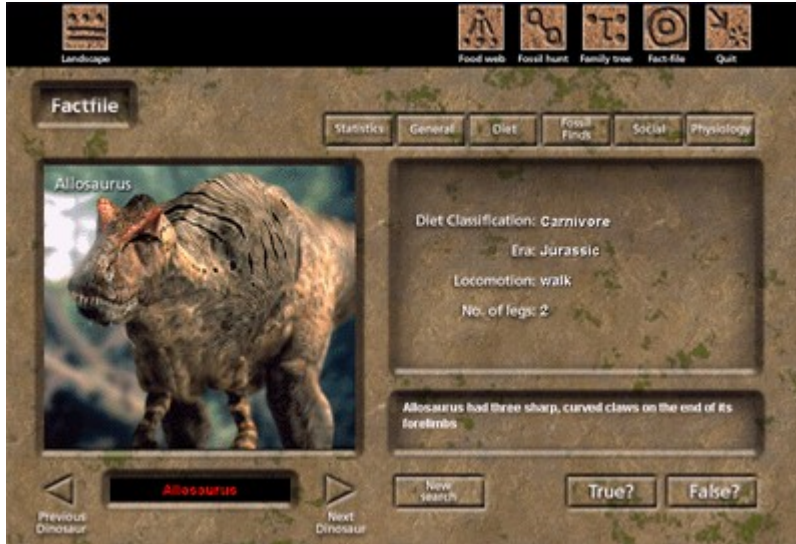 Landscape
Food web
Fossil hunt
Family tree
Fact-file
Quit
Factfile
Statistics
General
Diet
Fossil
Finds
Social
Physiology
Allosaurus
Diet Classification: Carnivore
Era: Jurassic
Locomotion: walk
No. of legs: 2
Allosaurus had three sharp, curved claws on the end of its
forelimbs
Previous
Dinosaur
Allosaurus
Next
Dinosaur
New
search
True?
False?